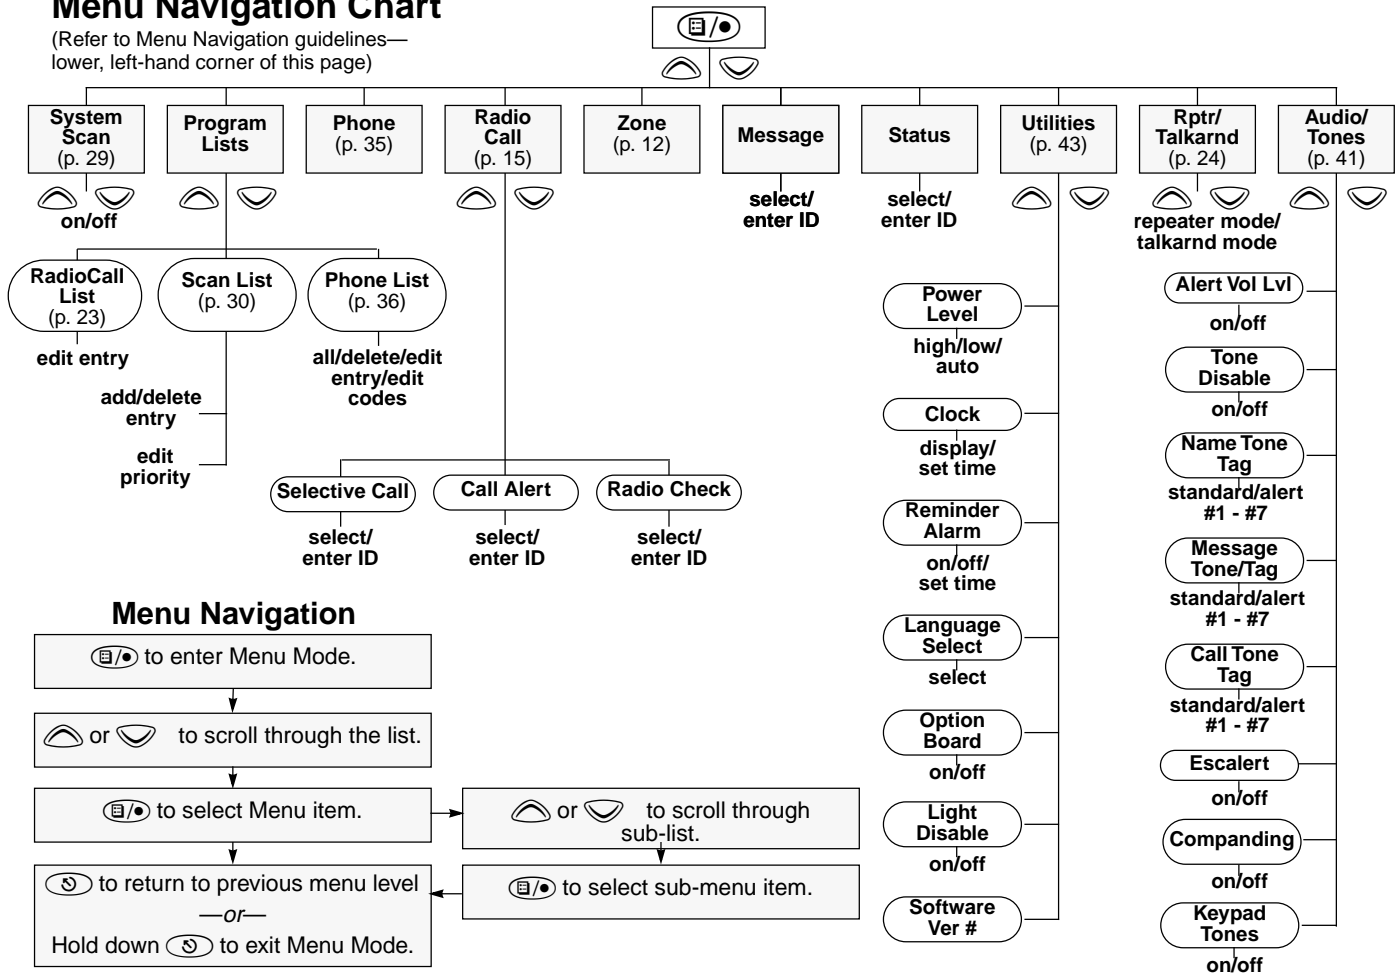 Menu Navigation Chart
(Refer to Menu Navigation guidelines—
lower, left-hand corner of this page)
System
Scan
(p. 29)
on/off
Program
Lists
Phone
(p. 35)
Radio
Call
(p. 15)
Zone
(p. 12)
Message
select/
enter ID
Status
select/
enter ID
Utilities
(p. 43)
Rptr/
Talkarnd
(p. 24)
repeater mode/
talkarnd mode
Audio/
Tones
(p. 41)
RadioCall
List
(p. 23)
edit entry
Scan List
(p. 30)
add/delete
entry
edit
priority
Phone List
(p. 36)
all/delete/edit
entry/edit
codes
Selective Call
select/
enter ID
Call Alert
select/
enter ID
Radio Check
select/
enter ID
Power
Level
high/low/
auto
Clock
display/
set time
Reminder
Alarm
on/off/
set time
Language
Select
select
Option
Board
on/off
Light
Disable
on/off
Software
Ver #
Alert Vol Lvl
on/off
Tone
Disable
on/off
Name Tone
Tag
standard/alert
#1 - #7
Message
Tone/Tag
standard/alert
#1 - #7
Call Tone
Tag
standard/alert
#1 - #7
Escalert
on/off
Companding
on/off
Keypad
Tones
on/off
Menu Navigation
to enter Menu Mode.
or to scroll through the list.
to select Menu item.
or to scroll through
sub-list.
to select sub-menu item.
to return to previous menu level
—or—
Hold down to exit Menu Mode.